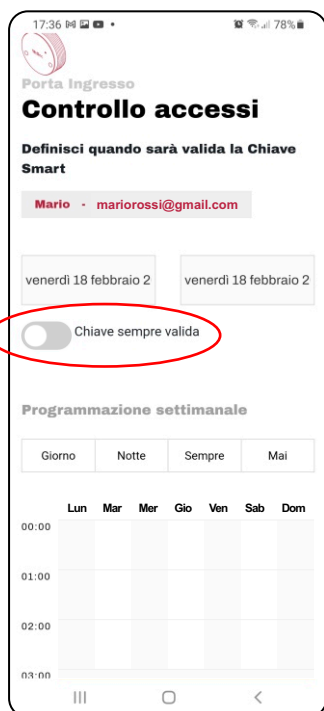 17:36 78%
Porta Ingresso
Controllo accessi
Definisci quando sarà valida la Chiave
Smart
Mario - mariorossi@gmail.com
venerdì 18 febbraio 2 venerdì 18 febbraio 2
Chiave sempre valida
Programmazione settimanale
Giorno Notte Sempre Mai
Lun Mar Mer Gio Ven Sab Dom
00:00
01:00
02:00
03:00